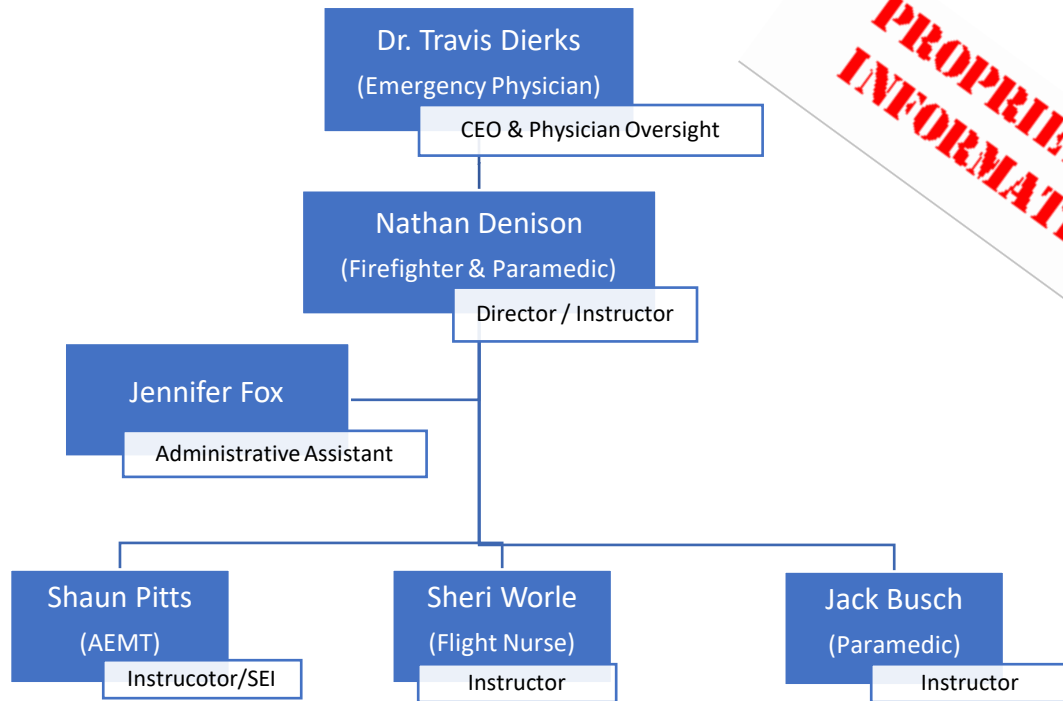 Dr. Travis Dierks
(Emergency Physician)
CEO & Physician Oversight
Nathan Denison
(Firefighter & Paramedic)
Director / Instructor
Jennifer Fox
Administrative Assistant
Shaun Pitts
(AEMT)
Instrucotor/SEI
Sheri Worle
(Flight Nurse)
Instructor
Jack Busch
(Paramedic)
Instructor